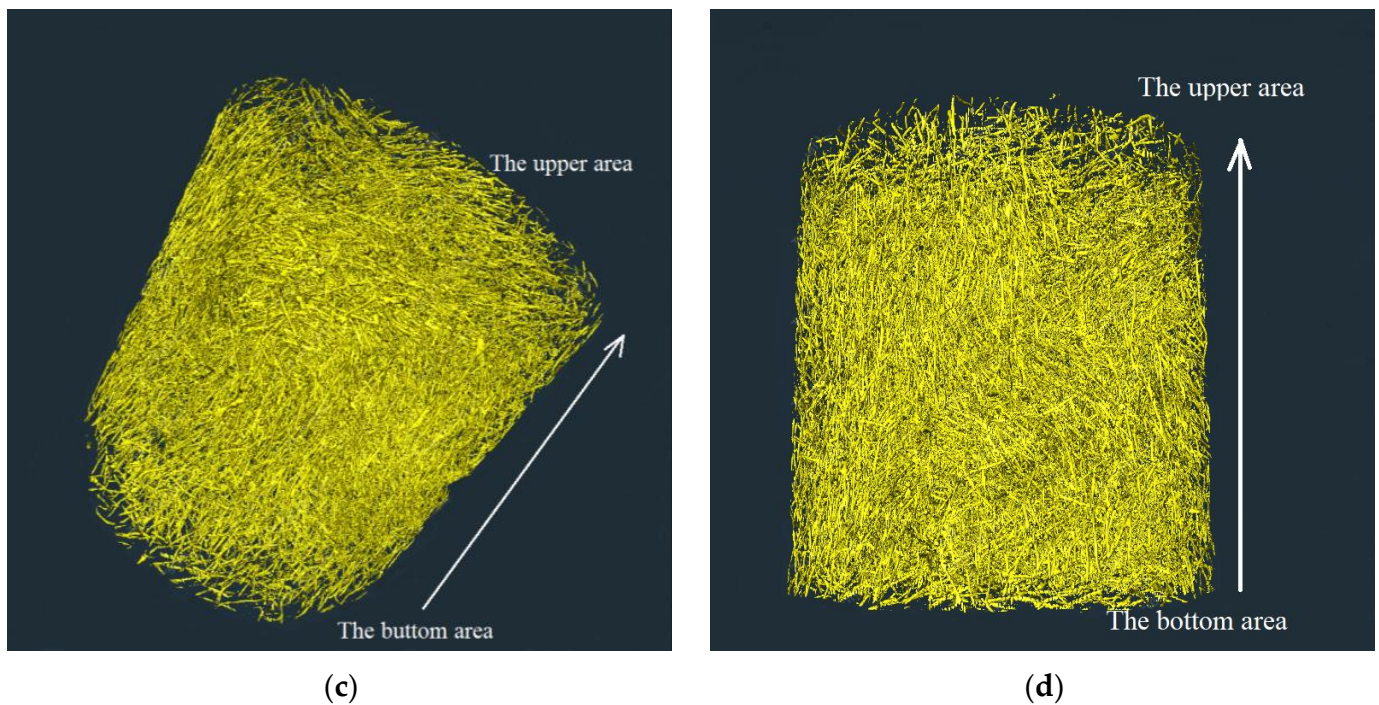 The upper area
The buttom area
The upper area
The bottom area
(c)
(d)